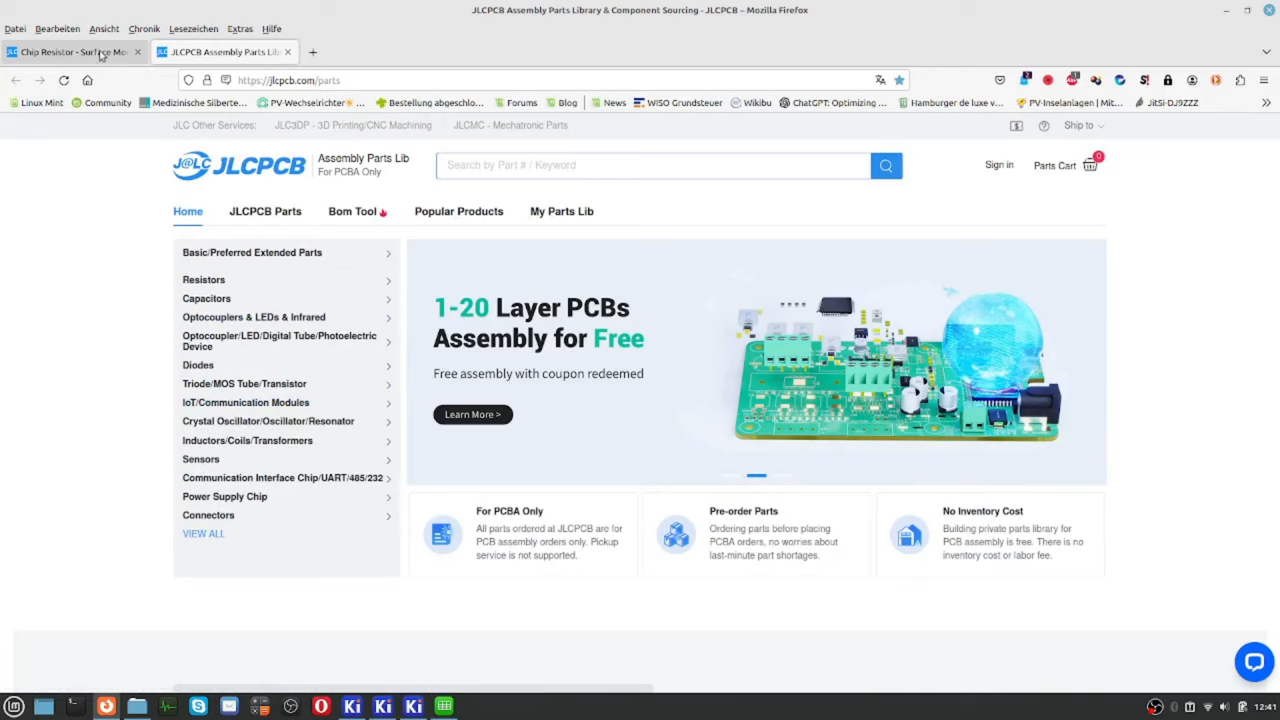 JLCPCB Assembly Parts Library & Component Sourcing - JLCPCB – Mozilla Firefox
Datei Bearbeiten Ansicht Chronik Lesezeichen Extras Hilfe
Chip Resistor - Surface Mo
JLCPCB Assembly Parts Lib
https://jlcpcb.com/parts
Linux Mint
Community
Medizinische Silberte...
PV-Wechselrichter
Bestellung abgeschlo...
Forums
Blog
News
WISO Grundsteuer
Wikibu
ChatGPT: Optimizing ...
Hamburger de luxe v...
PV-Inselanlagen | Mit...
JitSi-DJ9ZZZ
JLC Other Services:
JLC3DP - 3D Printing/CNC Machining
JLCMC - Mechatronic Parts
Ship to
J@LC JLCPCB
Assembly Parts Lib
For PCBA Only
Search by Part # / Keyword
Sign in
Parts Cart
0
Home
JLCPCB Parts
Bom Tool
Popular Products
My Parts Lib
Basic/Preferred Extended Parts
Resistors
Capacitors
Optocouplers & LEDs & Infrared
Optocoupler/LED/Digital Tube/Photoelectric
Device
Diodes
Triode/MOS Tube/Transistor
IoT/Communication Modules
Crystal Oscillator/Oscillator/Resonator
Inductors/Coils/Transformers
Sensors
Communication Interface Chip/UART/485/232
Power Supply Chip
Connectors
VIEW ALL
1-20 Layer PCBs
Assembly for Free
Free assembly with coupon redeemed
Learn More >
For PCBA Only
All parts ordered at JLCPCB are for
PCB assembly orders only. Pickup
service is not supported.
Pre-order Parts
Ordering parts before placing
PCBA orders, no worries about
last-minute part shortages.
No Inventory Cost
Building private parts library for
PCB assembly is free. There is no
inventory cost or labor fee.
Ki
Ki
Ki
12:41